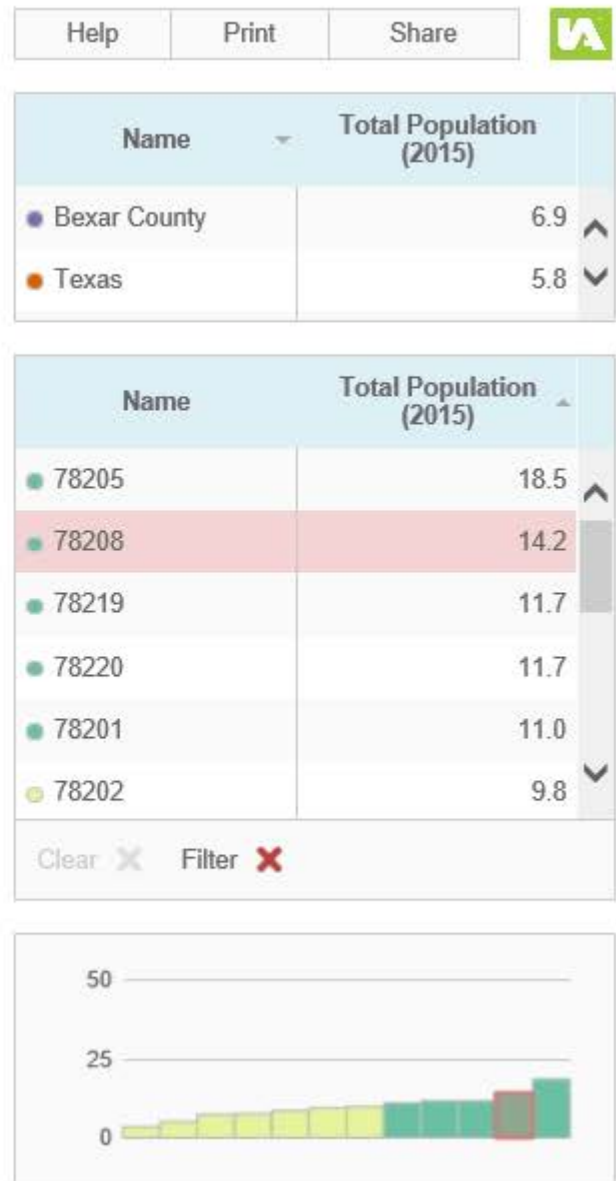 Help Print Share IA
Name Total Population
(2015)
Bexar County 6.9
Texas 5.8
Name Total Population
(2015)
78205 18.5
78208 14.2
78219 11.7
78220 11.7
78201 11.0
78202 9.8
Clear Filter
50
25
0